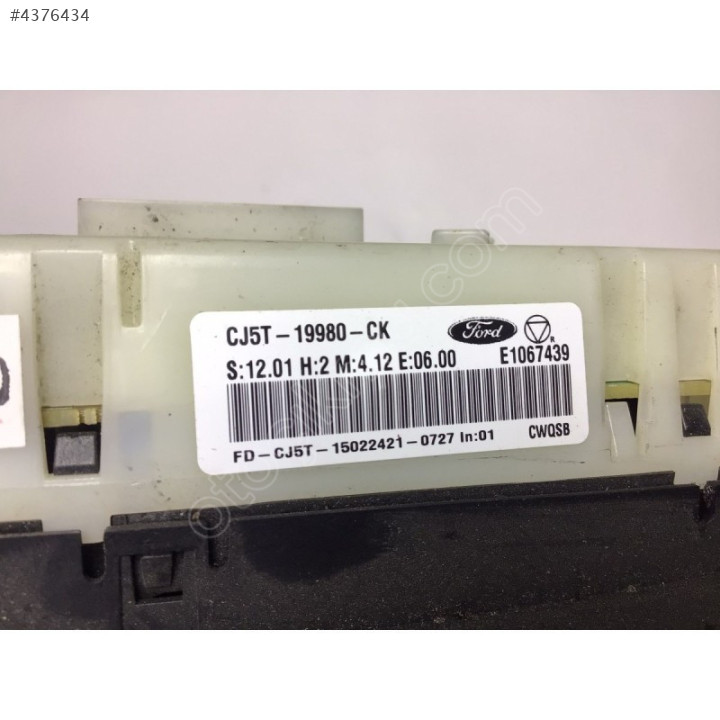 #4376434
CJ5T-19980-CK Ford R
S:12.01 H:2 M:4.12 E:06.00 E1067439
FD-CJ5T-15022421-0727 In:01 CWQSB